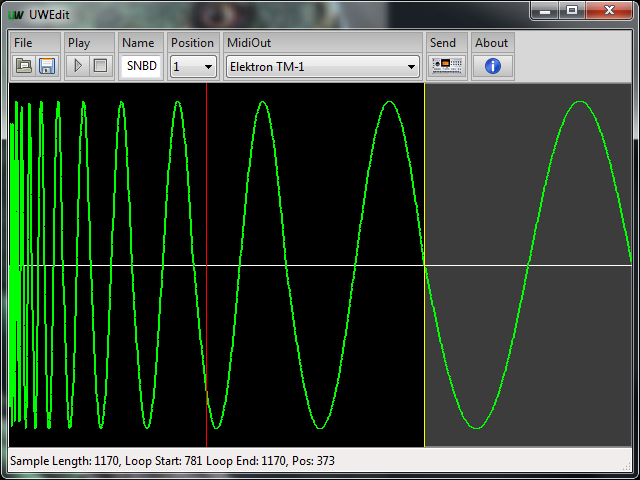 UW UWEdit
File Play Name Position MidiOut Send About
SNBD 1 Elektron TM-1
Sample Length: 1170, Loop Start: 781 Loop End: 1170, Pos: 373